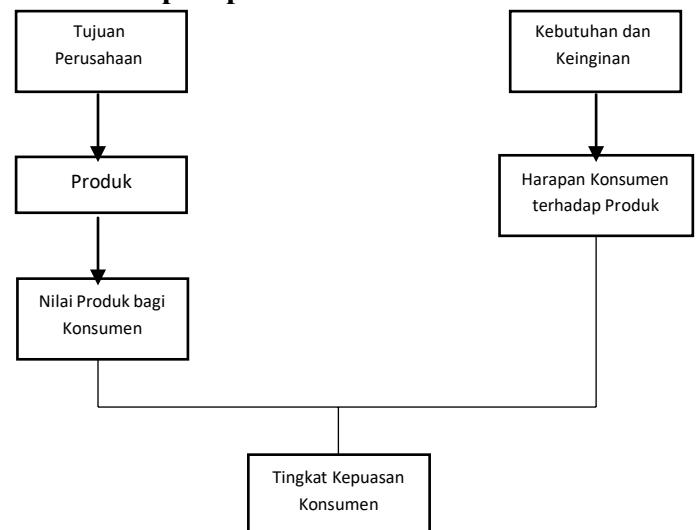 Tujuan
Perusahaan
Kebutuhan dan
Keinginan
Produk
Harapan Konsumen
terhadap Produk
Nilai Produk bagi
Konsumen
Tingkat Kepuasan
Konsumen